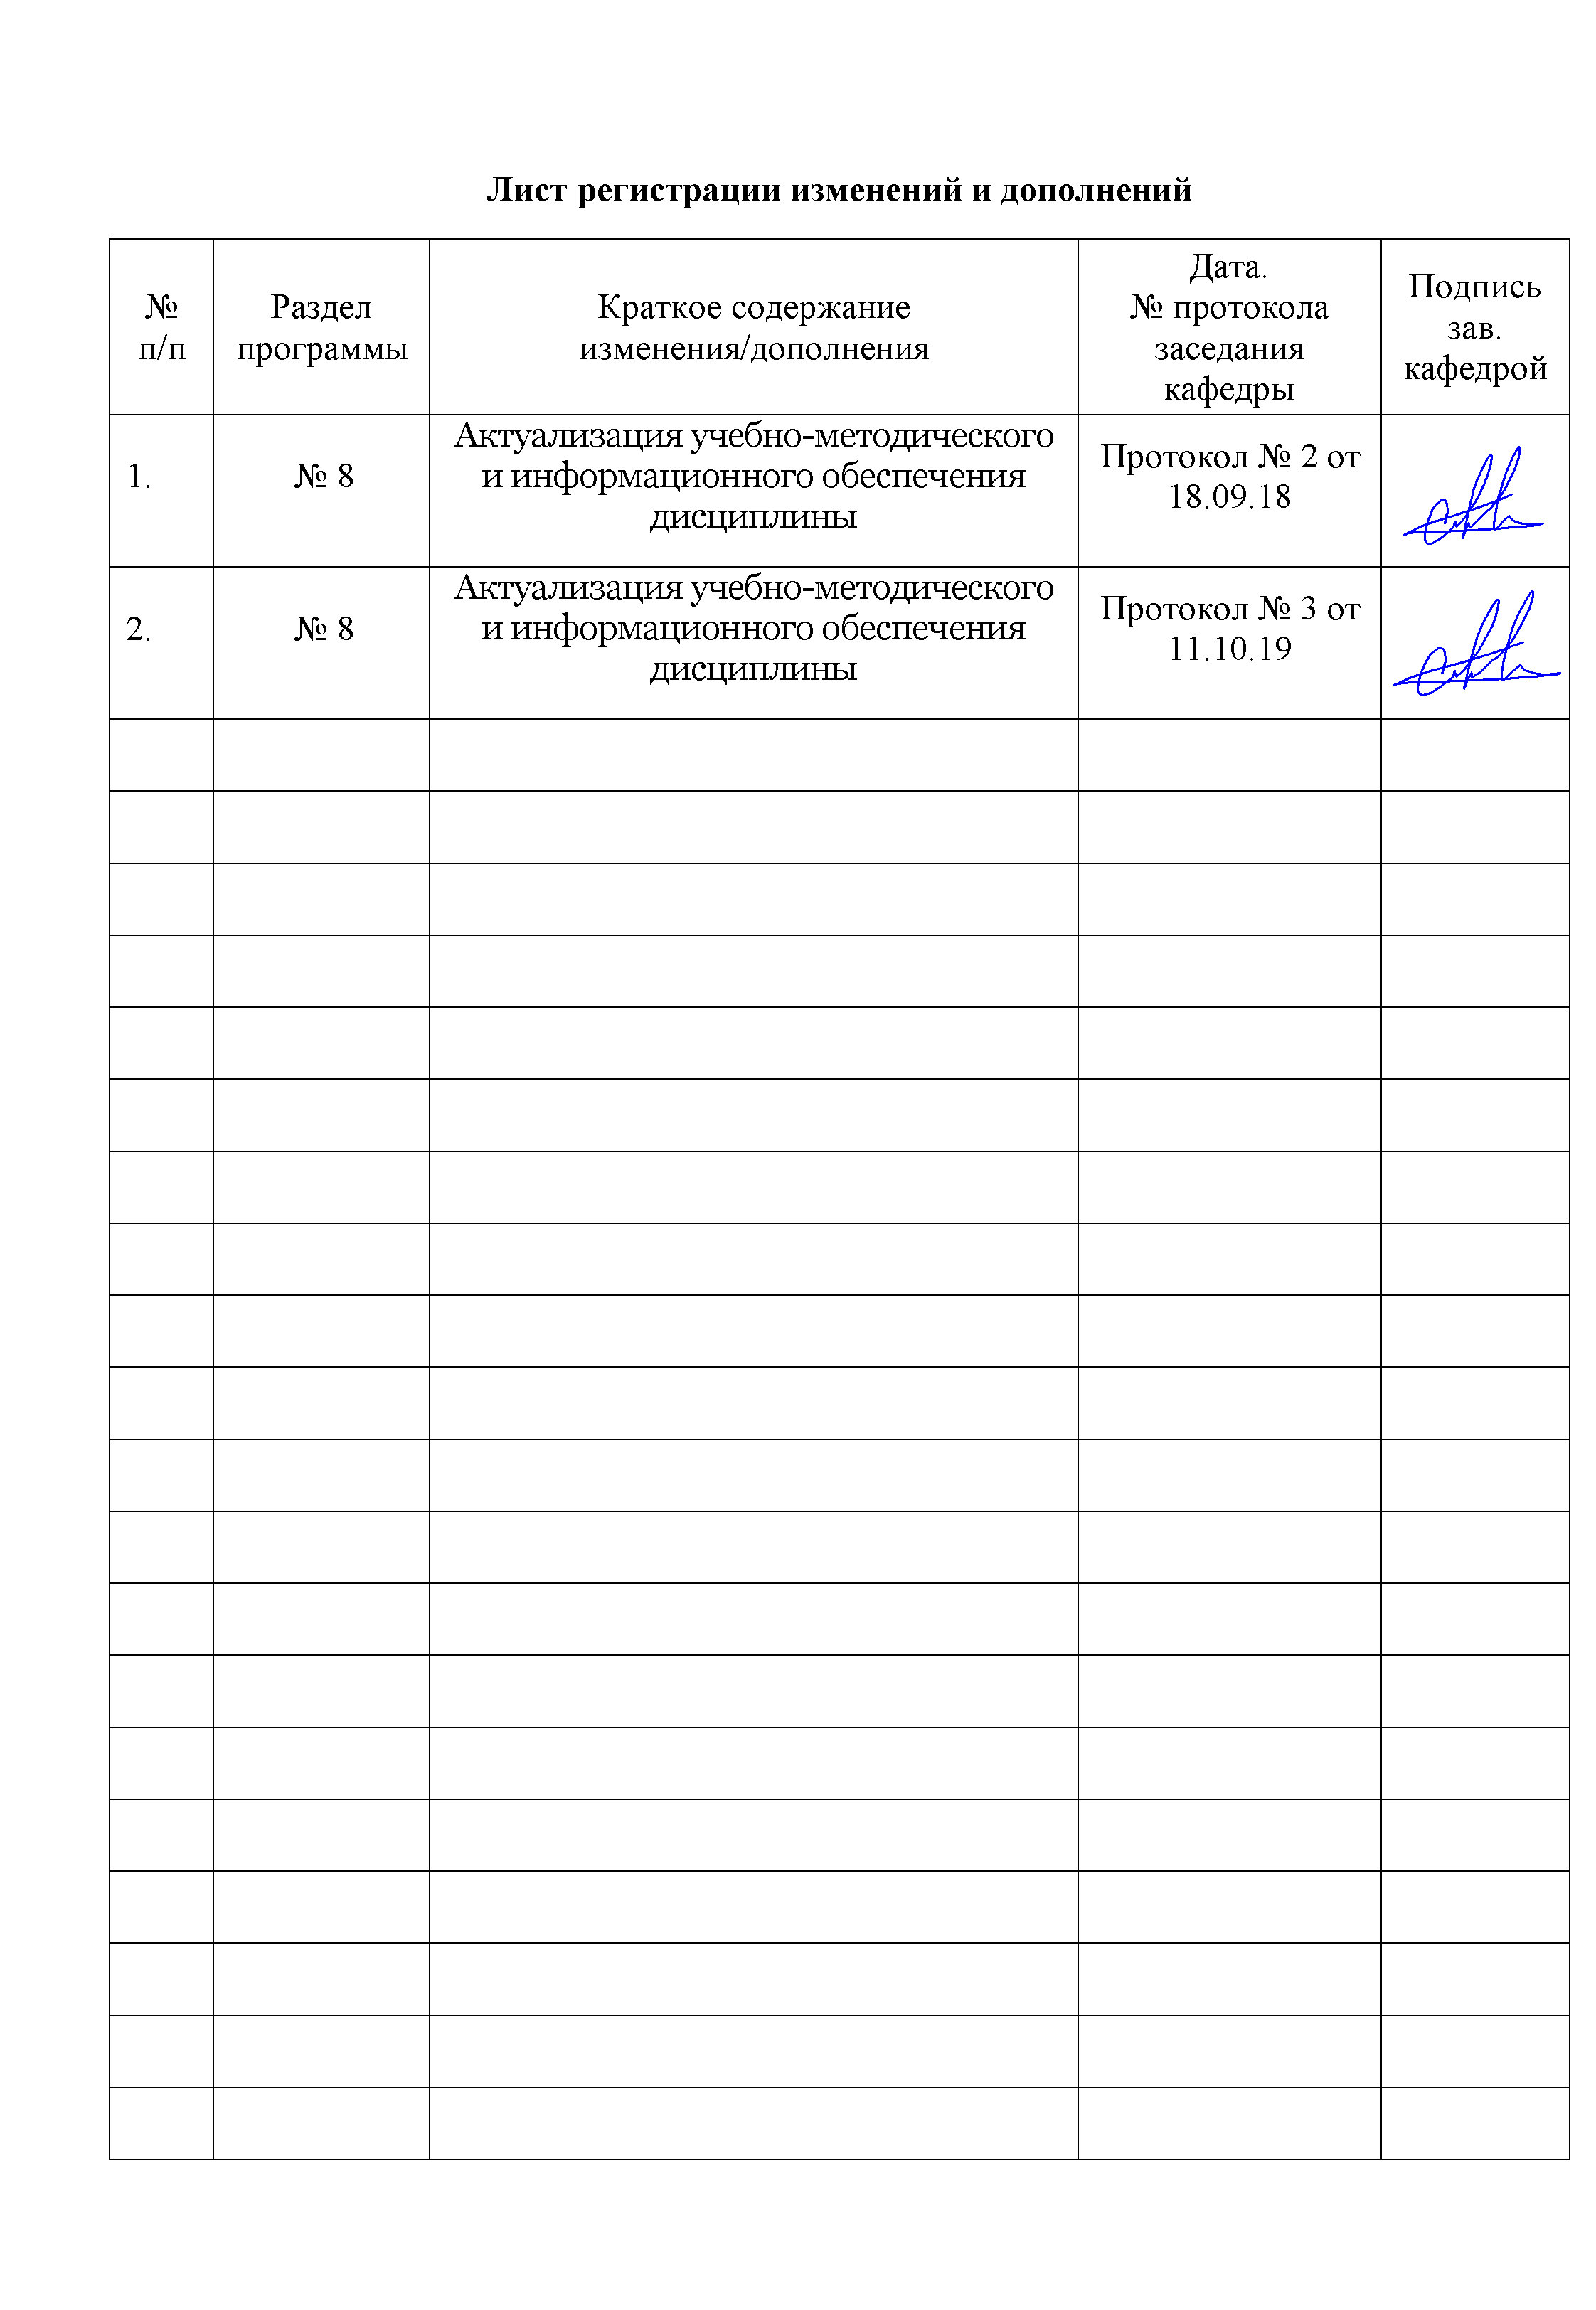 Лист регистрации изменений и дополнений
№
п/п
Раздел
программы
Краткое содержание
изменения/дополнения
Дата.
№ протокола
заседания
кафедры
Подпись
зав.
кафедрой
1.
№ 8
Актуализация учебно-методического
и информационного обеспечения
дисциплины
Протокол № 2 от
18.09.18
2.
№ 8
Актуализация учебно-методического
и информационного обеспечения
дисциплины
Протокол № 3 от
11.10.19